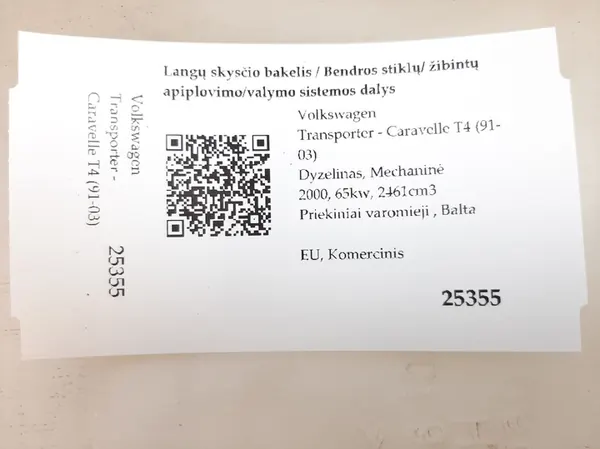 Langų skysčio bakelis / Bendros stiklų/ žibintų
apiplovimo/valymo sistemos dalys
Volkswagen
Transporter - Caravelle T4 (91-
03)
Dyzelinas, Mechaninė
2000, 65kw, 2461cm3
Priekiniai varomieji , Balta
EU, Komercinis
25355
Volkswagen
Transporter -
Caravelle T4 (91-03)
25355